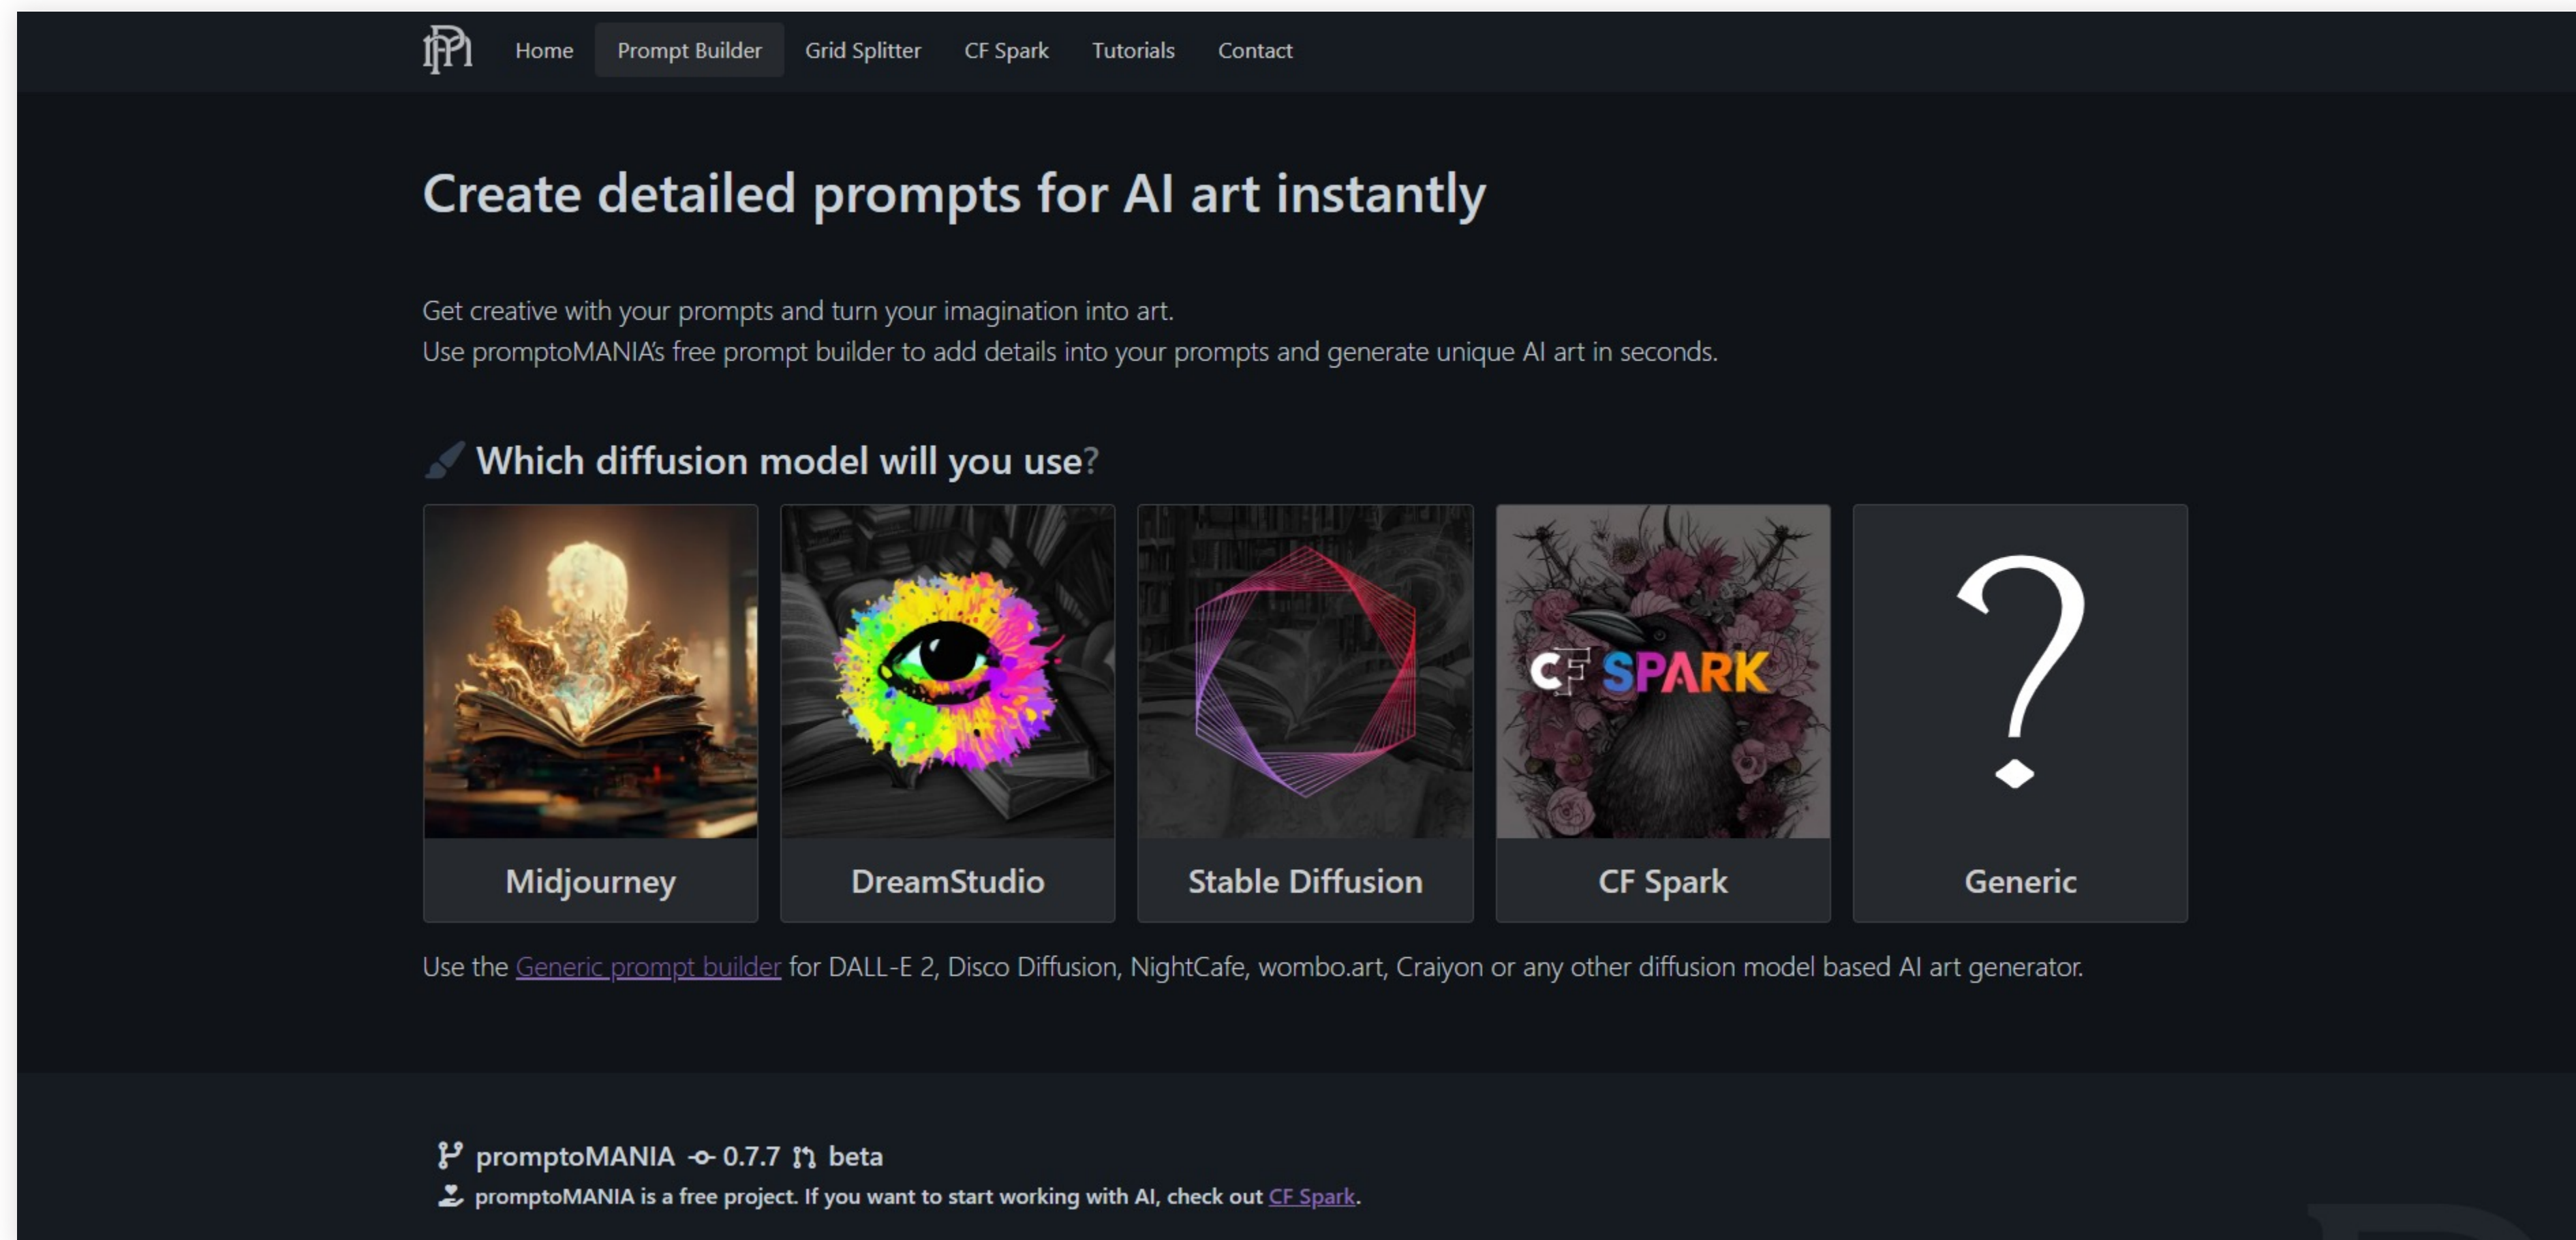 Home Prompt Builder Grid Splitter CF Spark Tutorials Contact
Create detailed prompts for AI art instantly
Get creative with your prompts and turn your imagination into art.
Use promptoMANIA's free prompt builder to add details into your prompts and generate unique AI art in seconds.
Which diffusion model will you use?
CF SPARK
?
Midjourney DreamStudio Stable Diffusion CF Spark Generic
Use the Generic prompt builder for DALL-E 2, Disco Diffusion, NightCafe, wombo.art, Craiyon or any other diffusion model based AI art generator.
promptoMANIA 0.7.7 beta
promptoMANIA is a free project. If you want to start working with AI, check out CF Spark.